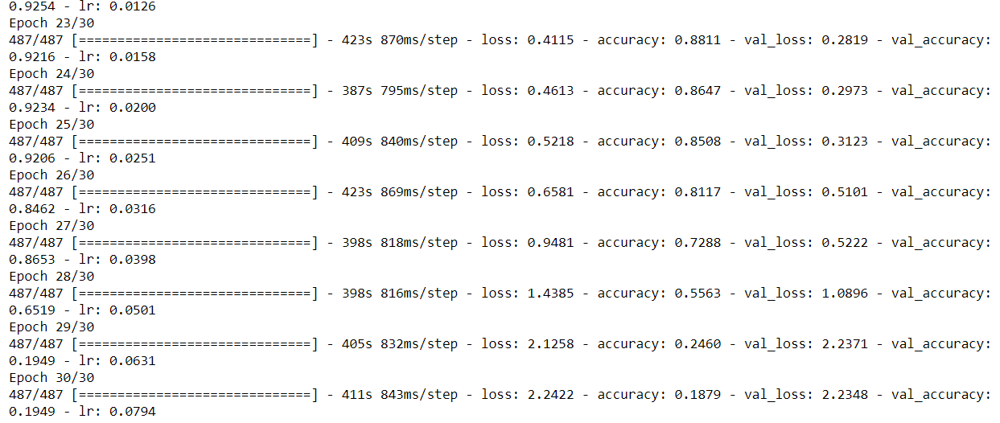 0.9254 - lr: 0.0126
Epoch 23/30
487/487 [==============================] - 423s 870ms/step - loss: 0.4115 - accuracy: 0.8811 - val_loss: 0.2819 - val_accuracy:
0.9216 - lr: 0.0158
Epoch 24/30
487/487 [==============================] - 387s 795ms/step - loss: 0.4613 - accuracy: 0.8647 - val_loss: 0.2973 - val_accuracy:
0.9234 - lr: 0.0200
Epoch 25/30
487/487 [==============================] - 409s 840ms/step - loss: 0.5218 - accuracy: 0.8508 - val_loss: 0.3123 - val_accuracy:
0.9206 - lr: 0.0251
Epoch 26/30
487/487 [==============================] - 423s 869ms/step - loss: 0.6581 - accuracy: 0.8117 - val_loss: 0.5101 - val_accuracy:
0.8462 - lr: 0.0316
Epoch 27/30
487/487 [==============================] - 398s 818ms/step - loss: 0.9481 - accuracy: 0.7288 - val_loss: 0.5222 - val_accuracy:
0.8653 - lr: 0.0398
Epoch 28/30
487/487 [==============================] - 398s 816ms/step - loss: 1.4385 - accuracy: 0.5563 - val_loss: 1.0896 - val_accuracy:
0.6519 - lr: 0.0501
Epoch 29/30
487/487 [==============================] - 405s 832ms/step - loss: 2.1258 - accuracy: 0.2460 - val_loss: 2.2371 - val_accuracy:
0.1949 - lr: 0.0631
Epoch 30/30
487/487 [==============================] - 411s 843ms/step - loss: 2.2422 - accuracy: 0.1879 - val_loss: 2.2348 - val_accuracy:
0.1949 - lr: 0.0794